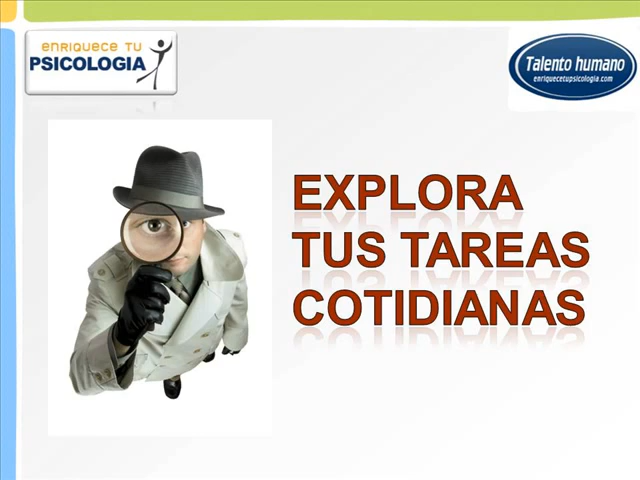 ENRIQUECE TU
PSICOLOGIA
Talento humano
enriquecetupsicologia.com
EXPLORA
TUS TAREAS
COTIDIANAS